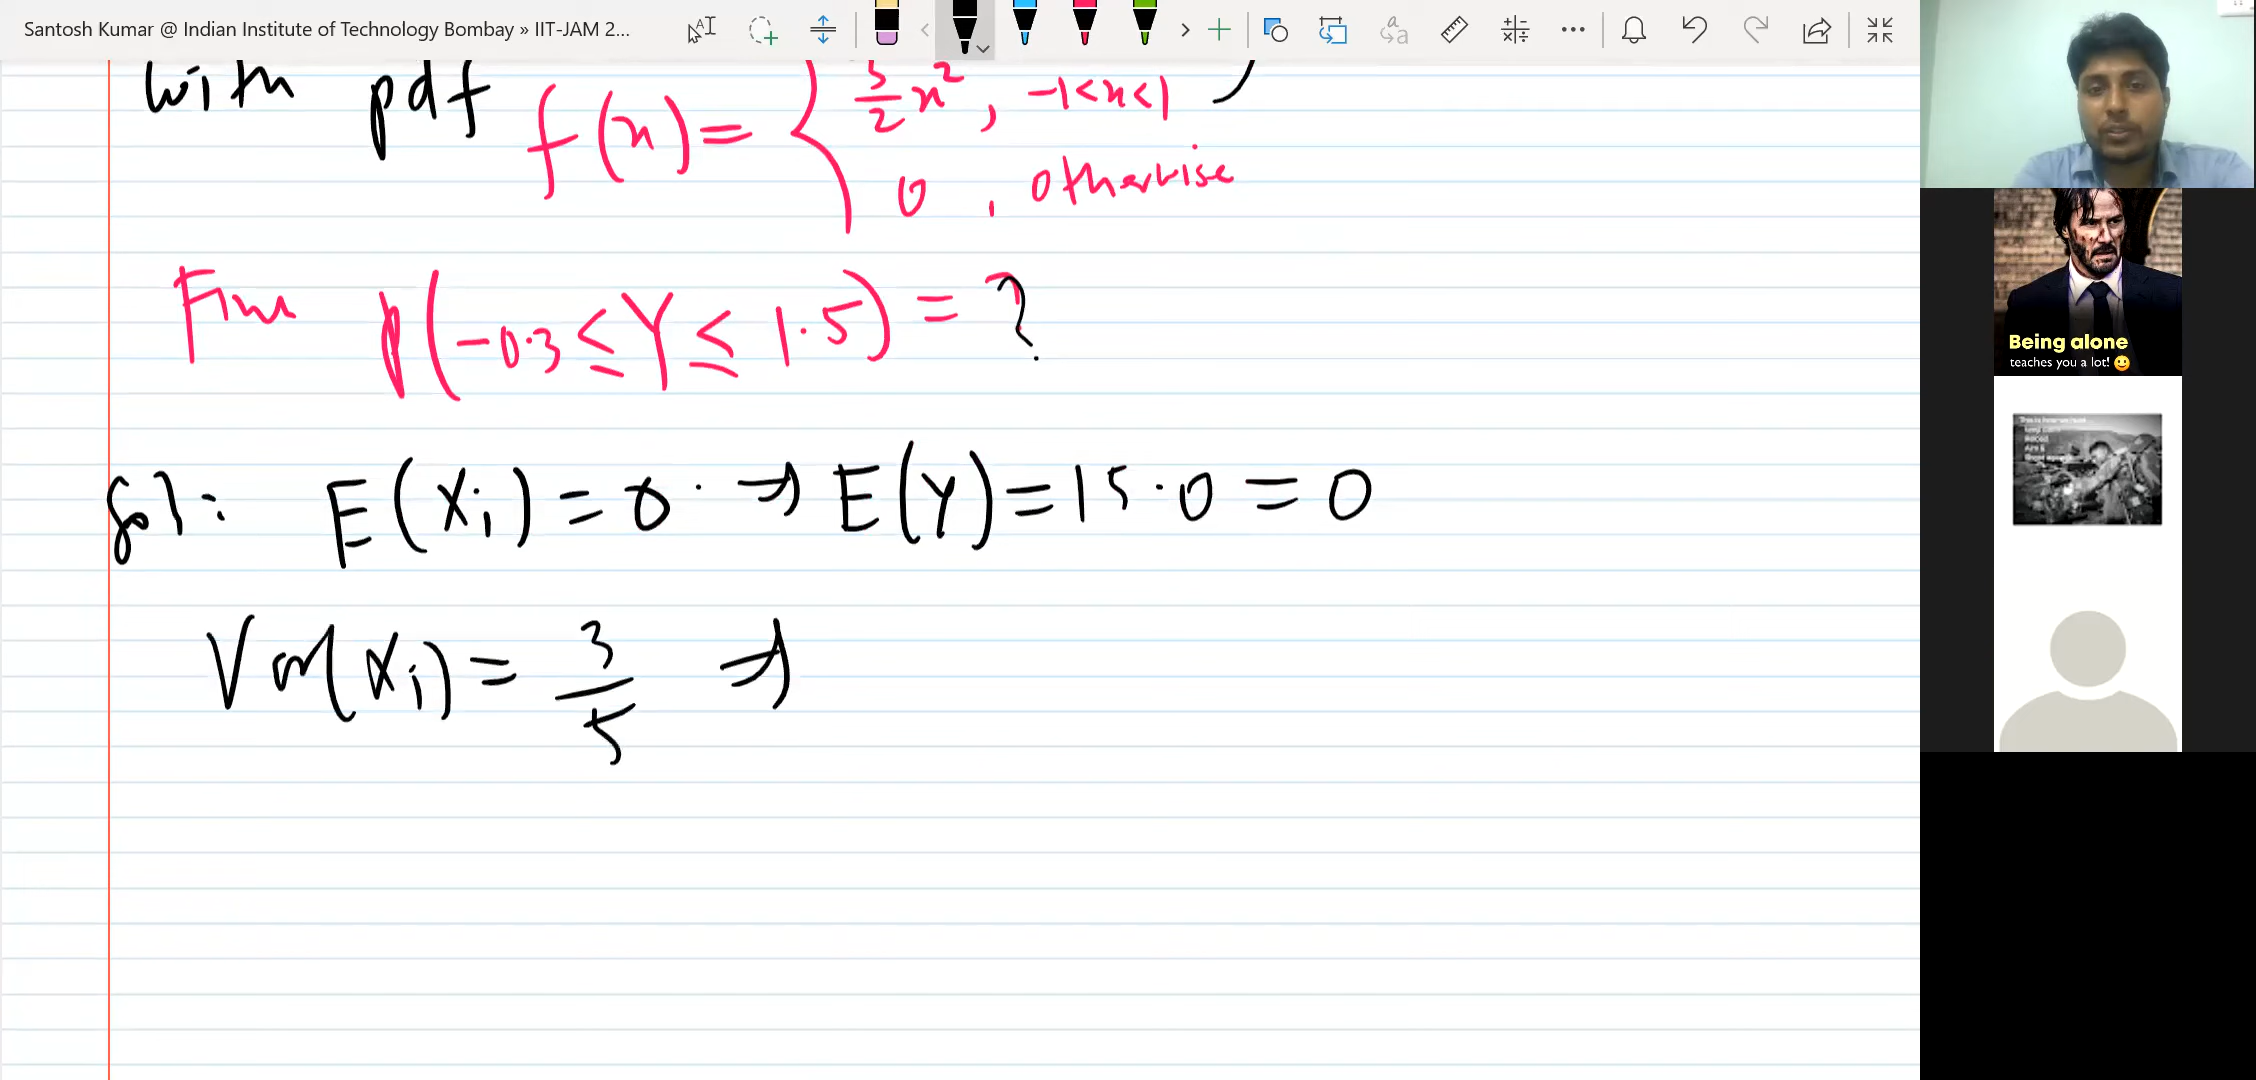 Santosh Kumar @ Indian Institute of Technology Bombay » IIT-JAM 2...
with pdf f(x) = { 3/2 x², -1<x<1
0 , otherwise
Find P(-0.3 ≤ Y ≤ 1.5) = ?
Sol: E(Xi) = 0. ⇒ E(Y) = 15·0 = 0
Var(Xi) = 3/5 ⇒
Being alone
teaches you a lot!